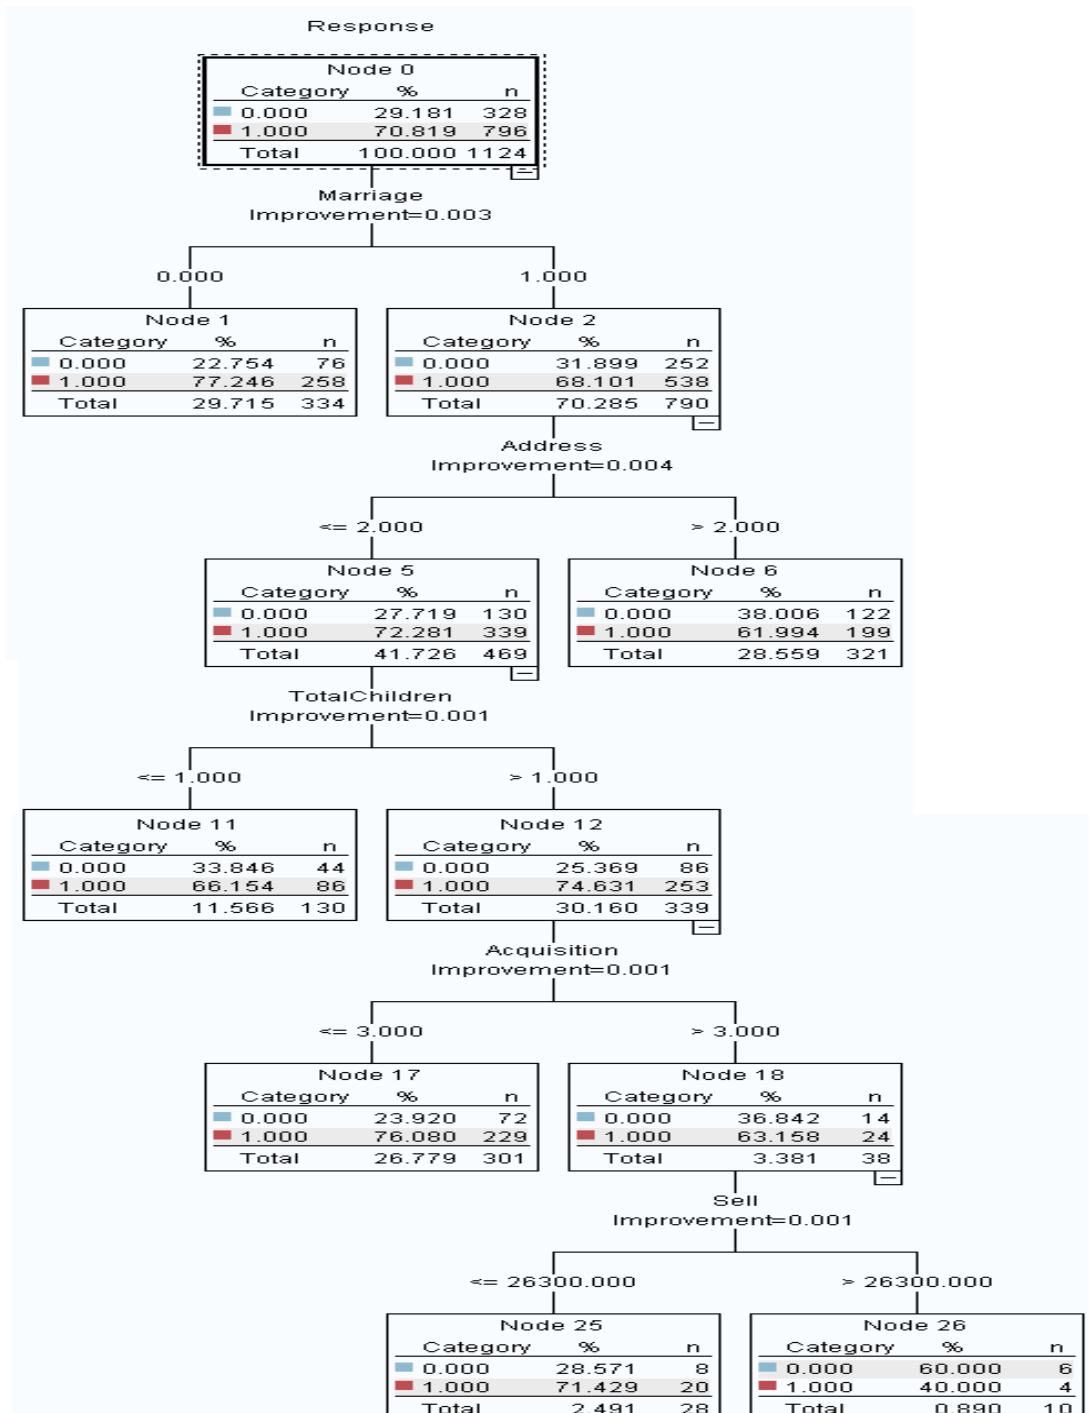 Response
Node 0
Category % n
0.000 29.181 328
1.000 70.819 796
Total 100.000 1124
Marriage
Improvement=0.003
0.000 1.000
Node 1
Category % n
0.000 22.754 76
1.000 77.246 258
Total 29.715 334
Node 2
Category % n
0.000 31.899 252
1.000 68.101 538
Total 70.285 790
Address
Improvement=0.004
<= 2.000 > 2.000
Node 5
Category % n
0.000 27.719 130
1.000 72.281 339
Total 41.726 469
Node 6
Category % n
0.000 38.006 122
1.000 61.994 199
Total 28.559 321
TotalChildren
Improvement=0.001
<= 1.000 > 1.000
Node 11
Category % n
0.000 33.846 44
1.000 66.154 86
Total 11.566 130
Node 12
Category % n
0.000 25.369 86
1.000 74.631 253
Total 30.160 339
Acquisition
Improvement=0.001
<= 3.000 > 3.000
Node 17
Category % n
0.000 23.920 72
1.000 76.080 229
Total 26.779 301
Node 18
Category % n
0.000 36.842 14
1.000 63.158 24
Total 3.381 38
Sell
Improvement=0.001
<= 26300.000 > 26300.000
Node 25
Category % n
0.000 28.571 8
1.000 71.429 20
Total 2.491 28
Node 26
Category % n
0.000 60.000 6
1.000 40.000 4
Total 0.890 10